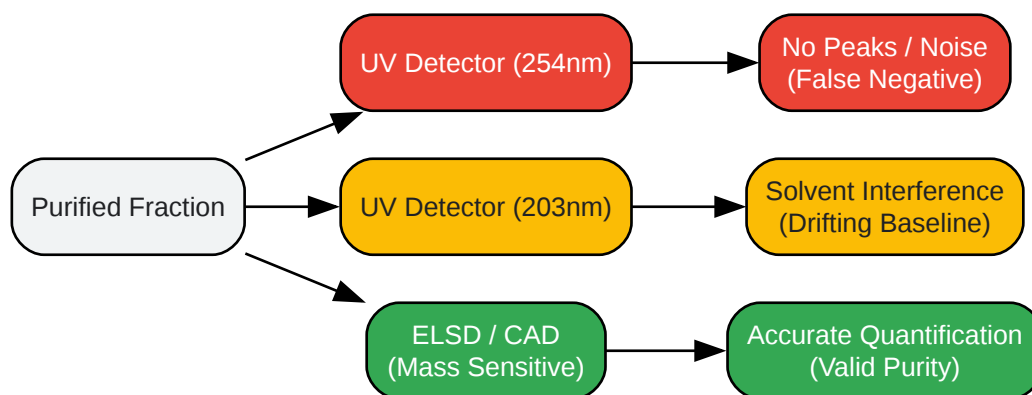 Purified Fraction
UV Detector (254nm)
No Peaks / Noise
(False Negative)
UV Detector (203nm)
Solvent Interference
(Drifting Baseline)
ELSD / CAD
(Mass Sensitive)
Accurate Quantification
(Valid Purity)